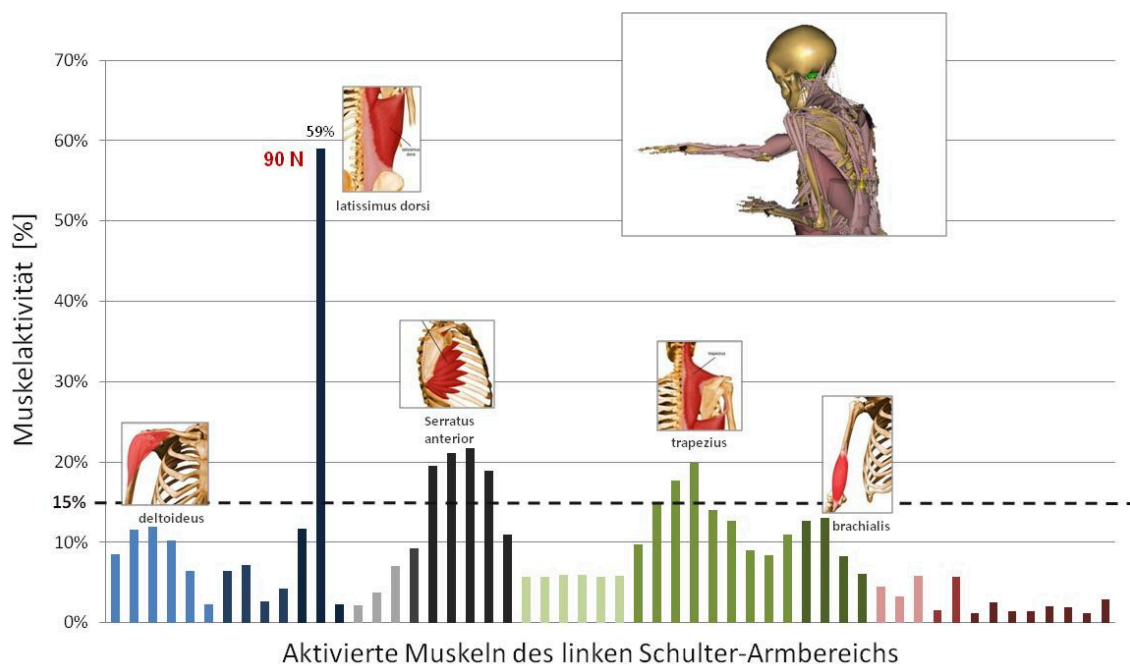 70%
60%
50%
40%
30%
20%
15%
10%
0%
Muskelaktivität [%]
59%
90 N
latissimus dorsi
Serratus
anterior
trapezius
trapezius
deltoideus
brachialis
Aktivierte Muskeln des linken Schulter-Armbereichs